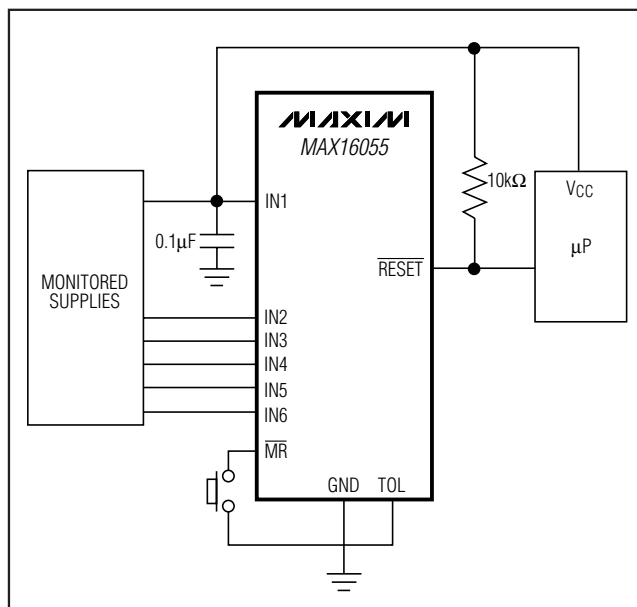 MAXIM
MAX16055
IN1
10kΩ
VCC
µP
0.1µF
RESET
MONITORED
SUPPLIES
IN2
IN3
IN4
IN5
IN6
MR
GND TOL